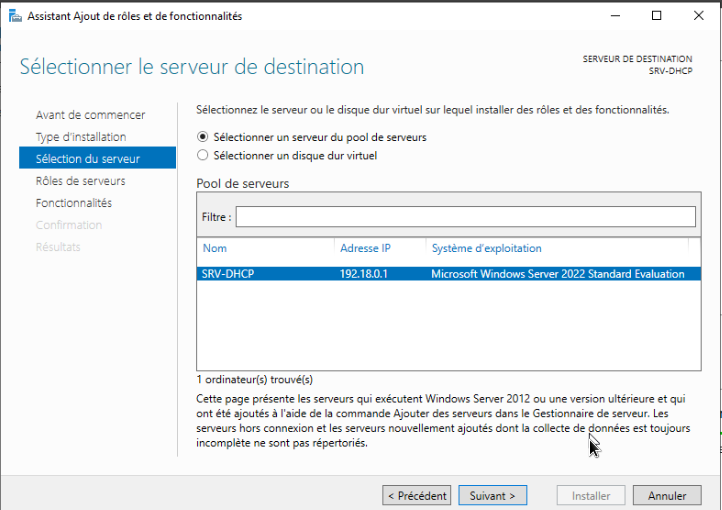 Assistant Ajout de rôles et de fonctionnalités
Sélectionner le serveur de destination
SERVEUR DE DESTINATION
SRV-DHCP
Avant de commencer
Type d'installation
Sélection du serveur
Rôles de serveurs
Fonctionnalités
Confirmation
Résultats
Sélectionnez le serveur ou le disque dur virtuel sur lequel installer des rôles et des fonctionnalités.
Sélectionner un serveur du pool de serveurs
Sélectionner un disque dur virtuel
Pool de serveurs
Filtre :
Nom Adresse IP Système d'exploitation
SRV-DHCP 192.18.0.1 Microsoft Windows Server 2022 Standard Evaluation
1 ordinateur(s) trouvé(s)
Cette page présente les serveurs qui exécutent Windows Server 2012 ou une version ultérieure et qui
ont été ajoutés à l'aide de la commande Ajouter des serveurs dans le Gestionnaire de serveur. Les
serveurs hors connexion et les serveurs nouvellement ajoutés dont la collecte de données est toujours
incomplète ne sont pas répertoriés.
< Précédent Suivant > Installer Annuler